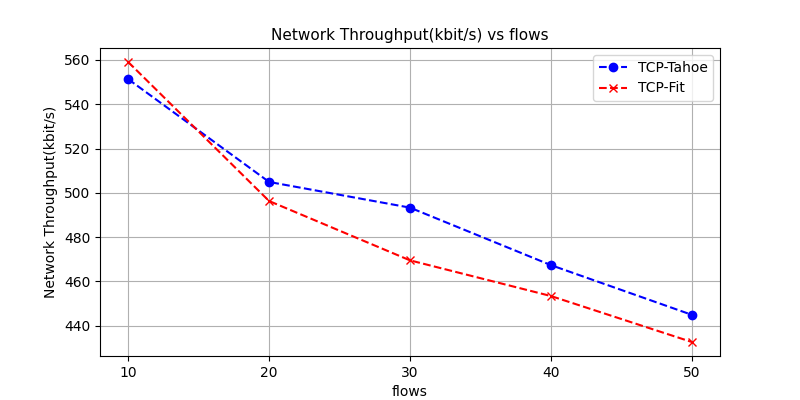 Network Throughput(kbit/s) vs flows
TCP-Tahoe
TCP-Fit
Network Throughput(kbit/s)
560
540
520
500
480
460
440
10 20 30 40 50
flows